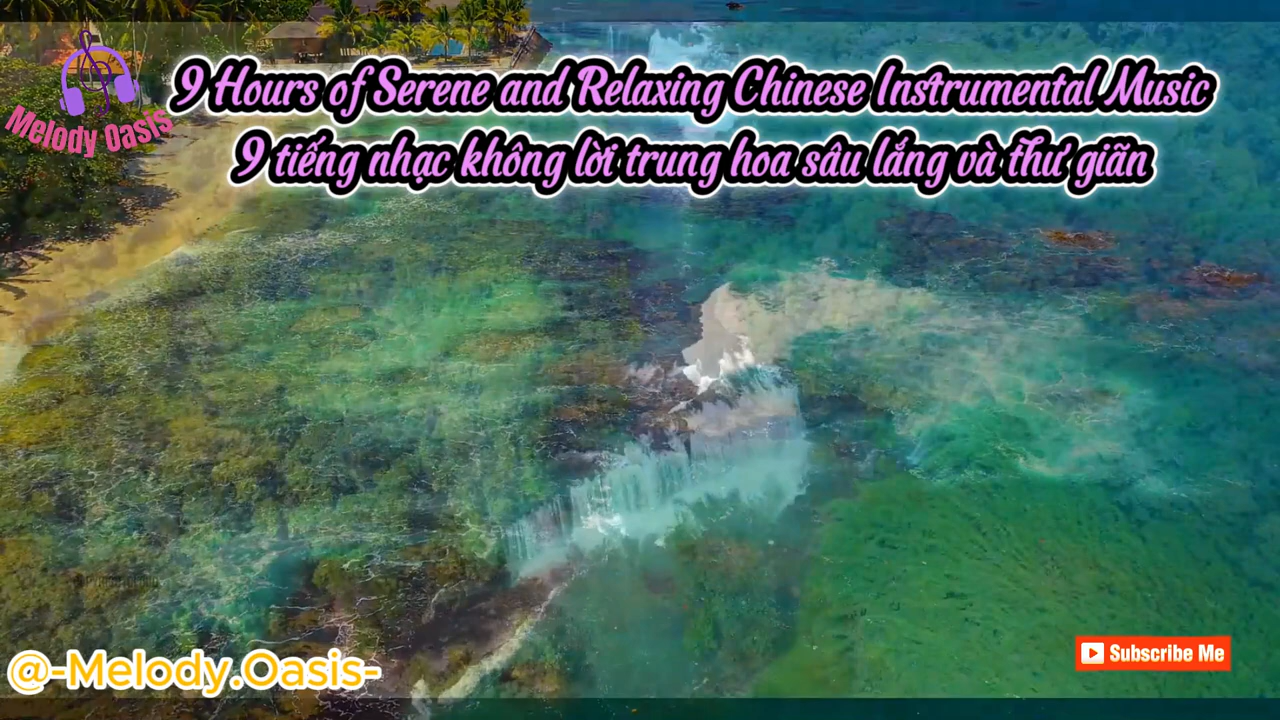 9 Hours of Serene and Relaxing Chinese Instrumental Music
Melody Oasis
9 tiếng nhạc không lời trung hoa sâu lắng và thư giãn
@-Melody.Oasis-
Subscribe Me